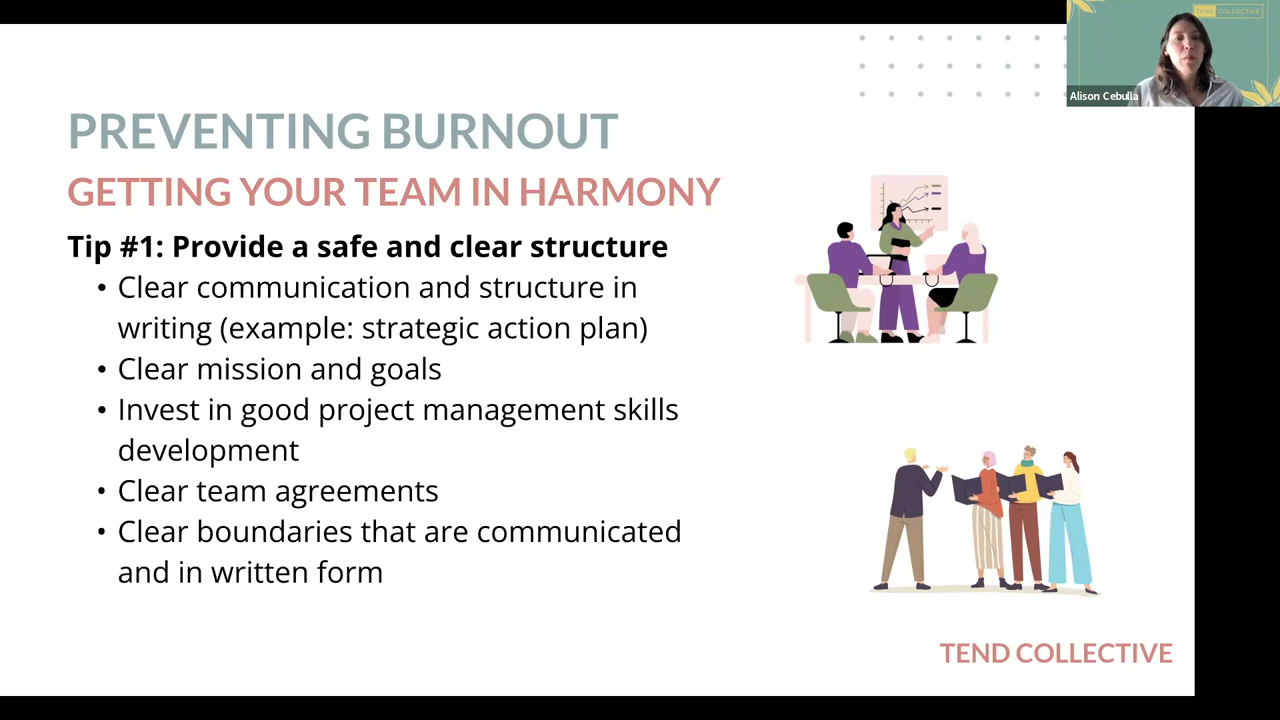 TEND COLLECTIVE
Alison Cebulla
PREVENTING BURNOUT
GETTING YOUR TEAM IN HARMONY
Tip #1: Provide a safe and clear structure
• Clear communication and structure in
writing (example: strategic action plan)
• Clear mission and goals
• Invest in good project management skills
development
• Clear team agreements
• Clear boundaries that are communicated
and in written form
TEND COLLECTIVE